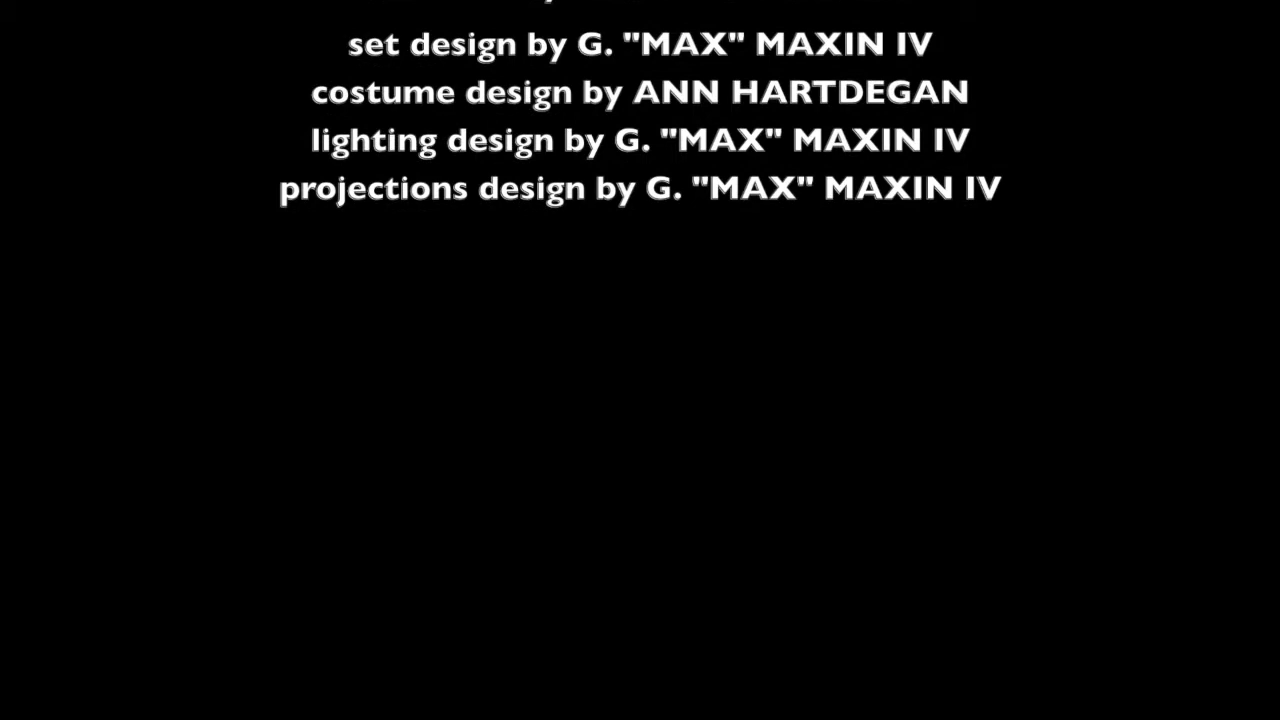 set design by G. "MAX" MAXIN IV
costume design by ANN HARTDEGAN
lighting design by G. "MAX" MAXIN IV
projections design by G. "MAX" MAXIN IV